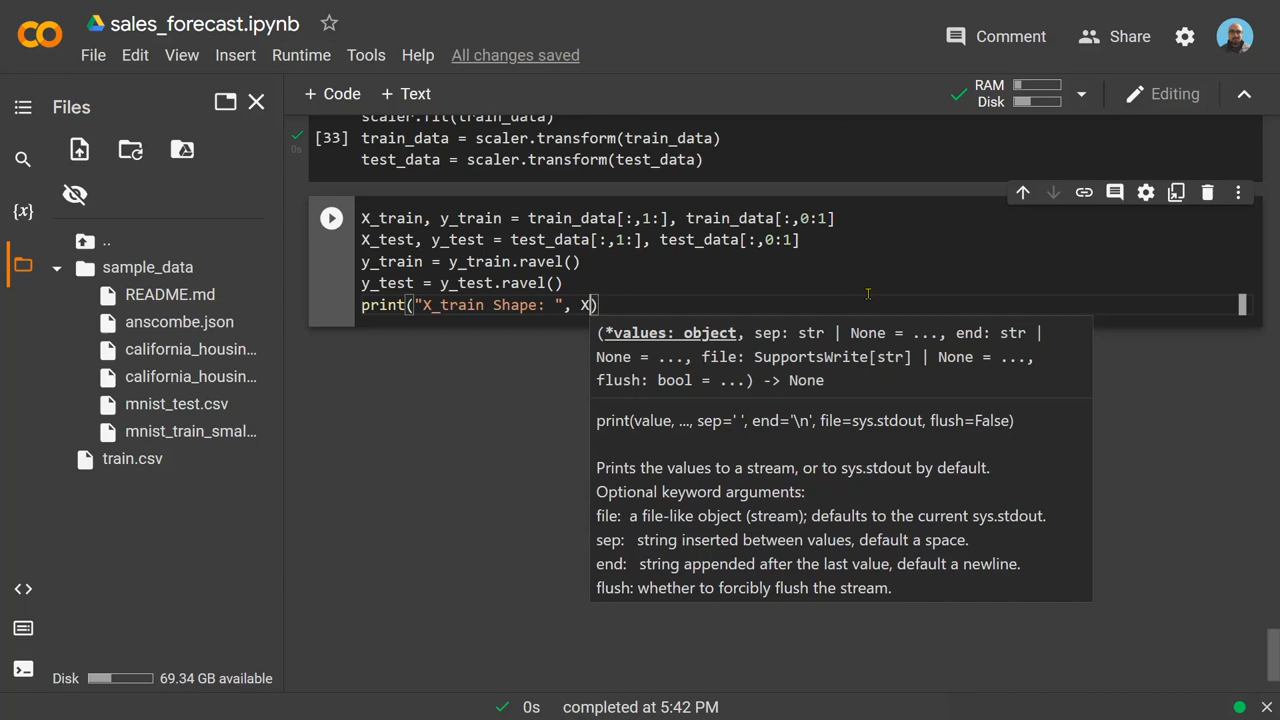 sales_forecast.ipynb
File Edit View Insert Runtime Tools Help All changes saved
Comment Share
Files
+ Code + Text
RAM
Disk
Editing
scaler.fit(train_data)
[33] train_data = scaler.transform(train_data)
0s
test_data = scaler.transform(test_data)
{x}
..
sample_data
README.md
anscombe.json
california_housin...
california_housin...
mnist_test.csv
mnist_train_smal...
train.csv
X_train, y_train = train_data[:,1:], train_data[:,0:1]
X_test, y_test = test_data[:,1:], test_data[:,0:1]
y_train = y_train.ravel()
y_test = y_test.ravel()
print("X_train Shape: ", X)
(*values: object, sep: str | None = ..., end: str |
None = ..., file: SupportsWrite[str] | None = ...,
flush: bool = ...) -> None
print(value, ..., sep=' ', end='\n', file=sys.stdout, flush=False)
Prints the values to a stream, or to sys.stdout by default.
Optional keyword arguments:
file: a file-like object (stream); defaults to the current sys.stdout.
sep: string inserted between values, default a space.
end: string appended after the last value, default a newline.
flush: whether to forcibly flush the stream.
Disk 69.34 GB available
0s completed at 5:42 PM